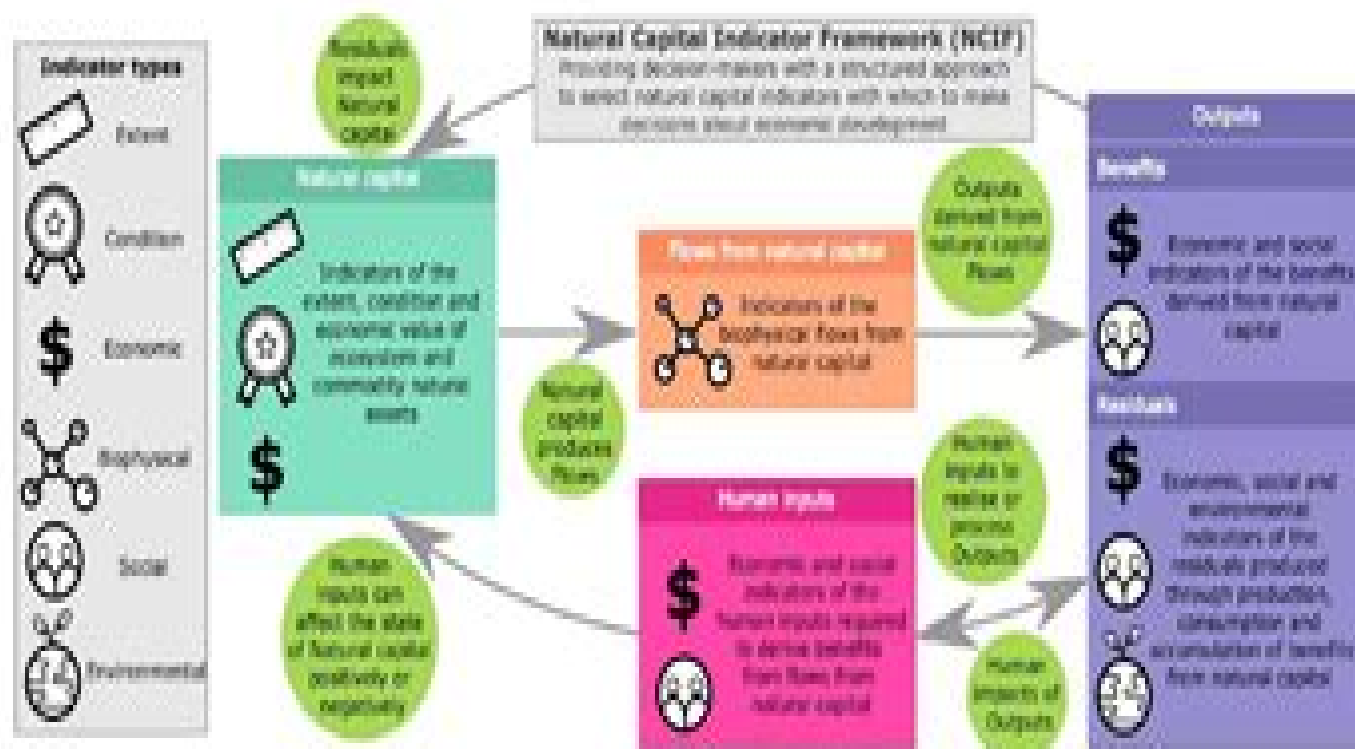 Indicator types
Extent
Condition
Economic
Biophysical
Social
Environmental
Residuals
impact
Natural
capital
Natural Capital Indicator Framework (NCIF)
Providing decision-makers with a structured approach
to select natural capital indicators with which to make
decisions about economic development
Natural capital
Indicators of the
extent, condition and
economic value of
ecosystem and
commodity natural
assets
Natural
capital
produces
flows
Flows from natural capital
Indicators of the
biophysical flows from
natural capital
Outputs
derived from
natural capital
flows
Outputs
Benefits
Economic and social
indicators of the benefits
derived from natural
capital
Residuals
Economic, social and
environmental
indicators of the
residuals produced
through production,
consumption and
accumulation of benefits
from natural capital
Human
inputs to
realise or
process
Outputs
Human inputs
Economic and social
indicators of the
human inputs required
to derive benefits
from flows from
natural capital
Human
impacts of
Outputs
Human
inputs can
affect the state
of Natural capital
positively or
negatively